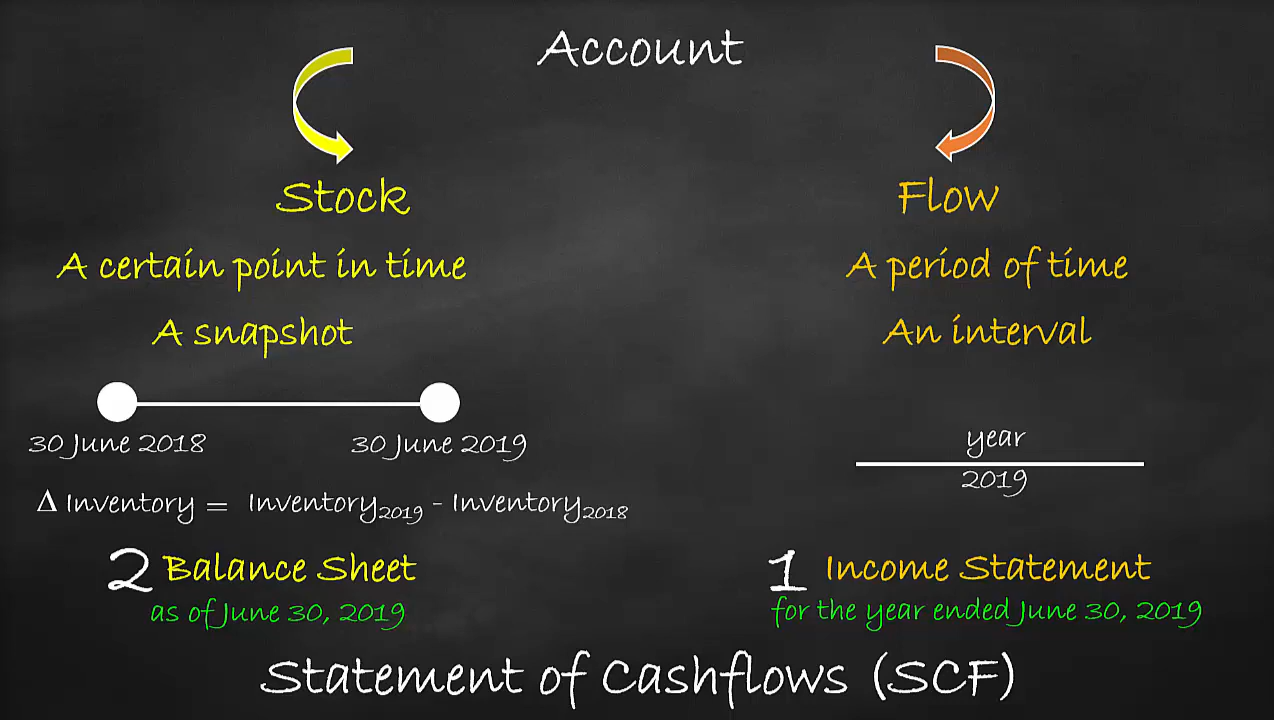 Account
Stock
A certain point in time
A snapshot
30 June 2018
30 June 2019
Δ Inventory = Inventory2019 - Inventory2018
2 Balance Sheet
as of June 30, 2019
Flow
A period of time
An interval
year
2019
1 Income Statement
for the year ended June 30, 2019
Statement of Cashflows (SCF)